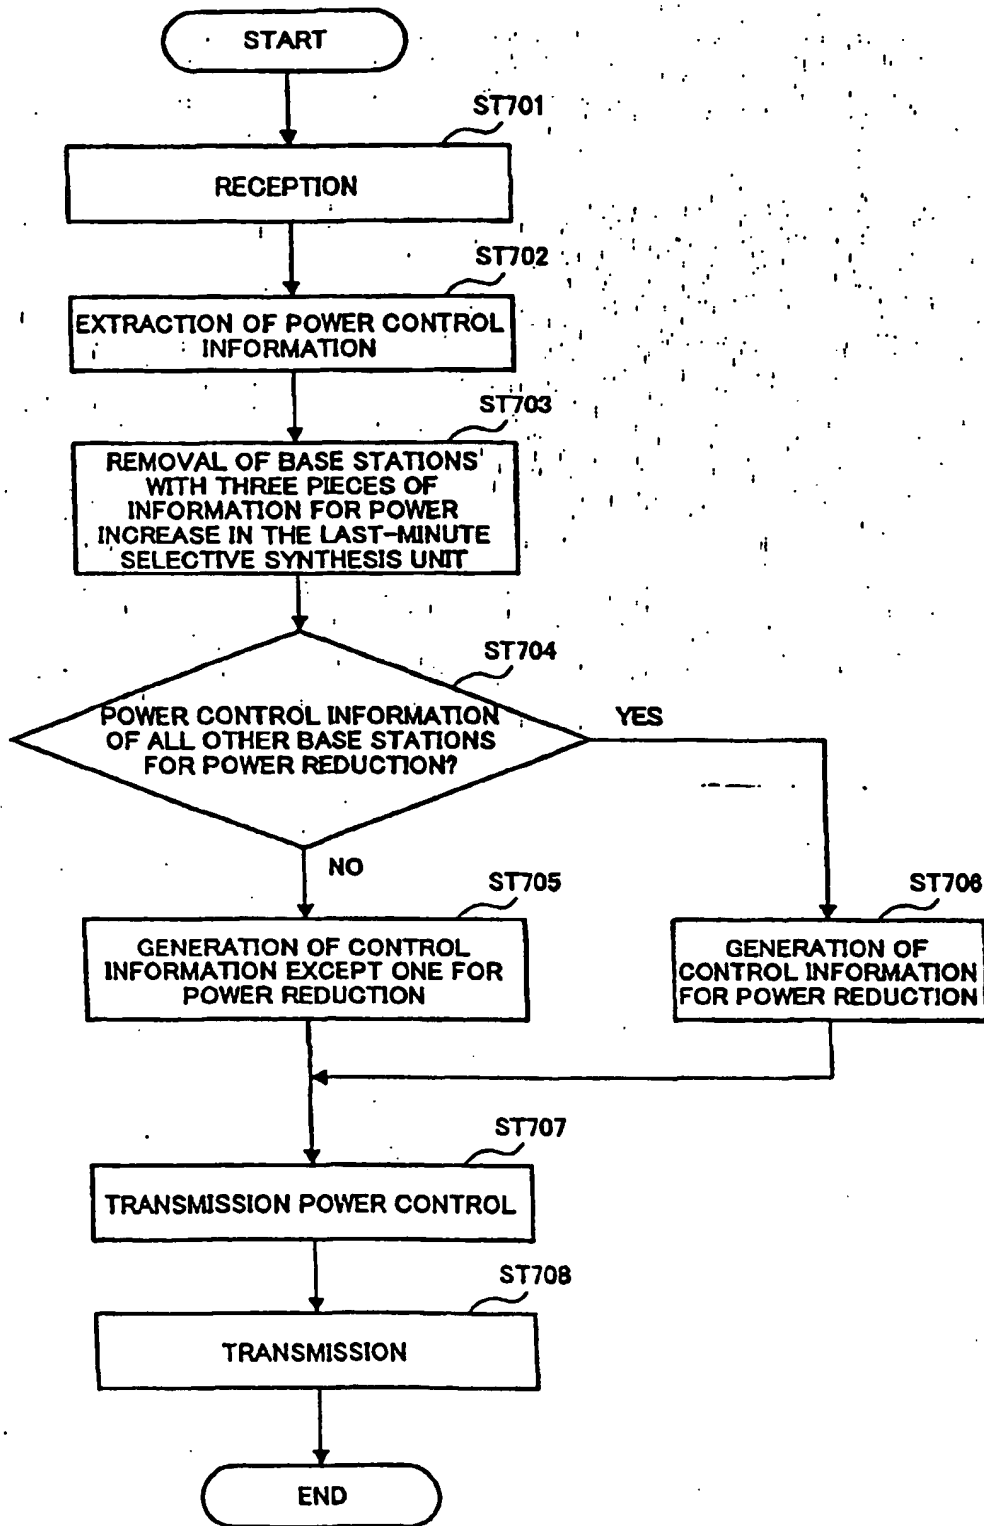 START
ST701
RECEPTION
ST702
EXTRACTION OF POWER CONTROL
INFORMATION
ST703
REMOVAL OF BASE STATIONS
WITH THREE PIECES OF
INFORMATION FOR POWER
INCREASE IN THE LAST-MINUTE
SELECTIVE SYNTHESIS UNIT
ST704
POWER CONTROL INFORMATION
OF ALL OTHER BASE STATIONS
FOR POWER REDUCTION?
YES
NO
ST705
GENERATION OF CONTROL
INFORMATION EXCEPT ONE FOR
POWER REDUCTION
ST706
GENERATION OF
CONTROL INFORMATION
FOR POWER REDUCTION
ST707
TRANSMISSION POWER CONTROL
ST708
TRANSMISSION
END